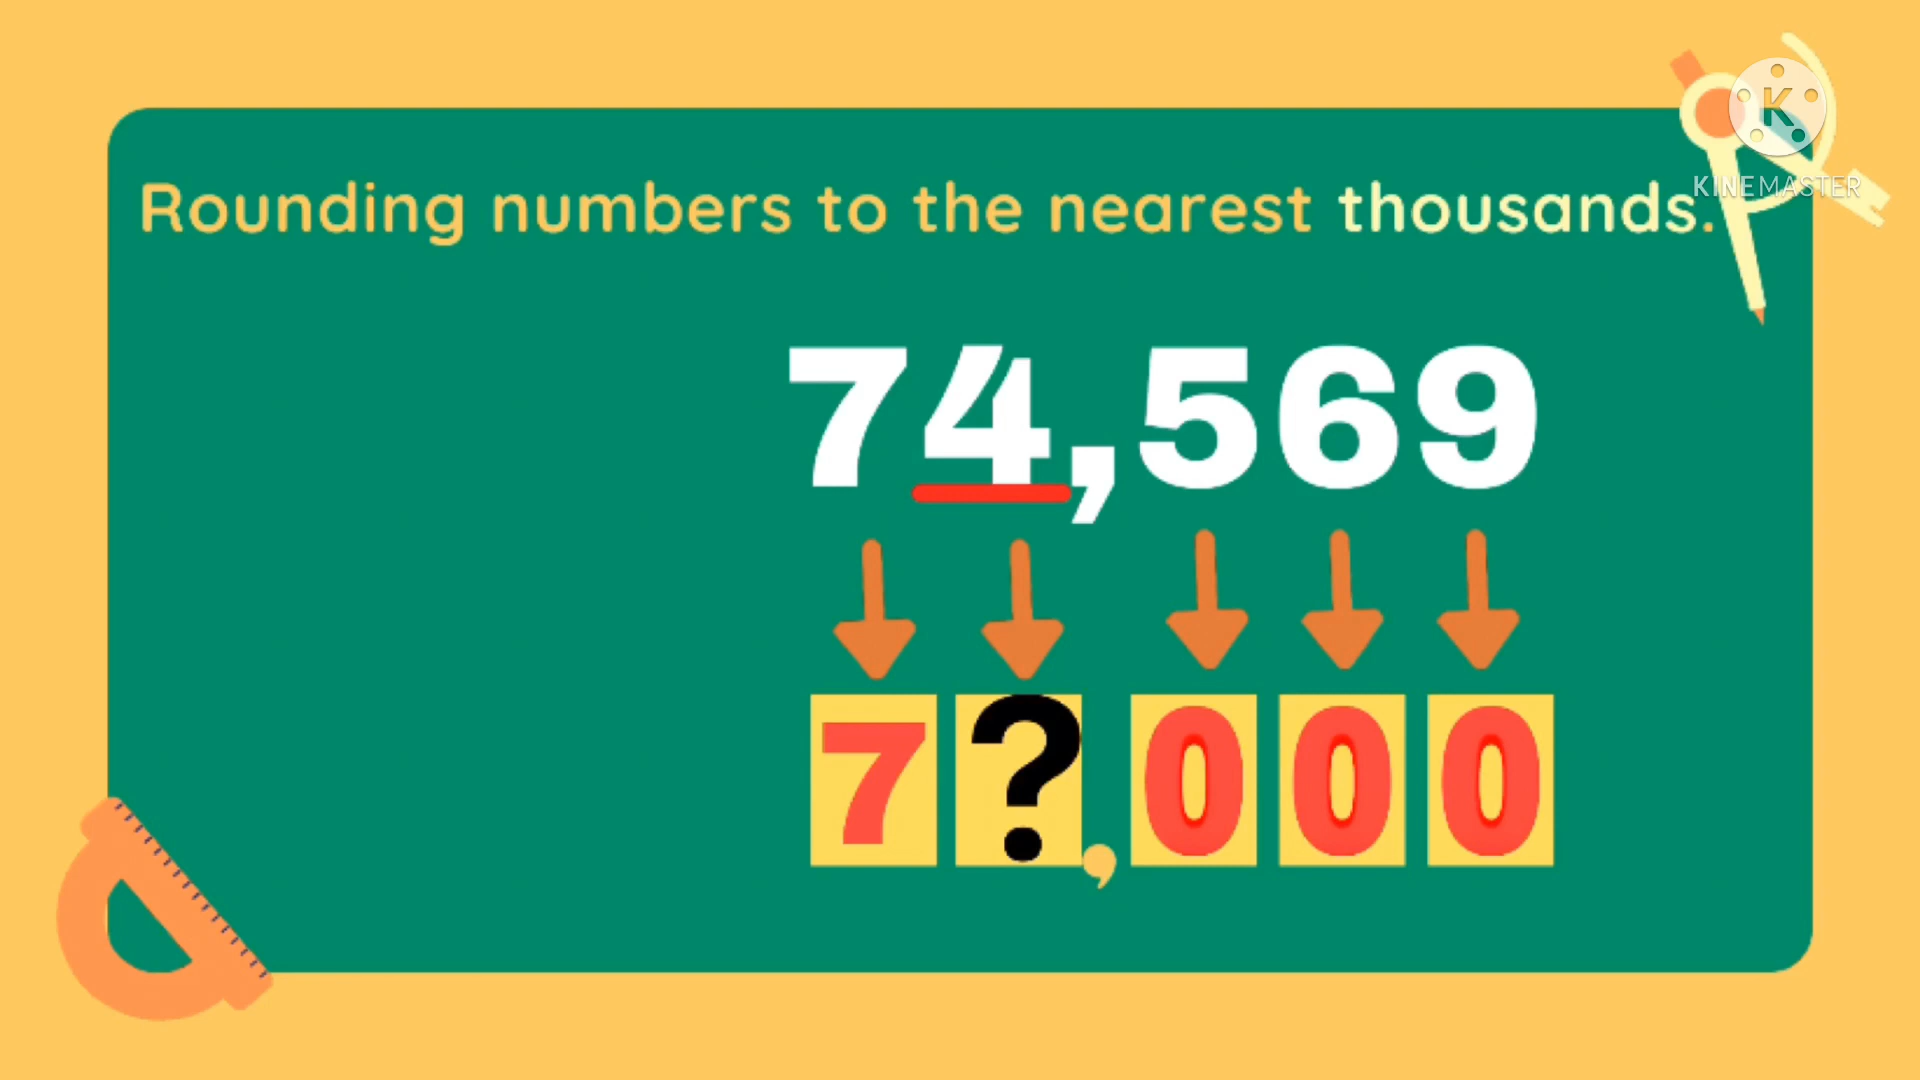 Rounding numbers to the nearest thousands.
K
KINEMASTER
74,569
7?,000